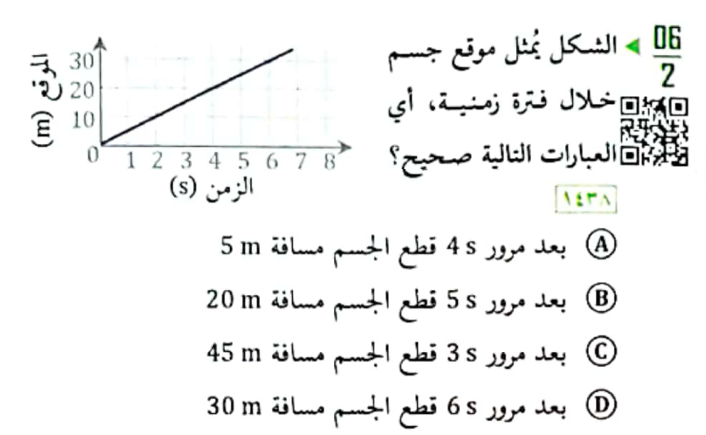 06
2
الشكل يُمثل موقع جسم
خلال فترة زمنية، أي
العبارات التالية صحيح؟
١٤٣٨
الموقع (m)
30
20
10
0 1 2 3 4 5 6 7 8
الزمن (s)
A بعد مرور 4 s قطع الجسم مسافة 5 m
B بعد مرور 5 s قطع الجسم مسافة 20 m
C بعد مرور 3 s قطع الجسم مسافة 45 m
D بعد مرور 6 s قطع الجسم مسافة 30 m